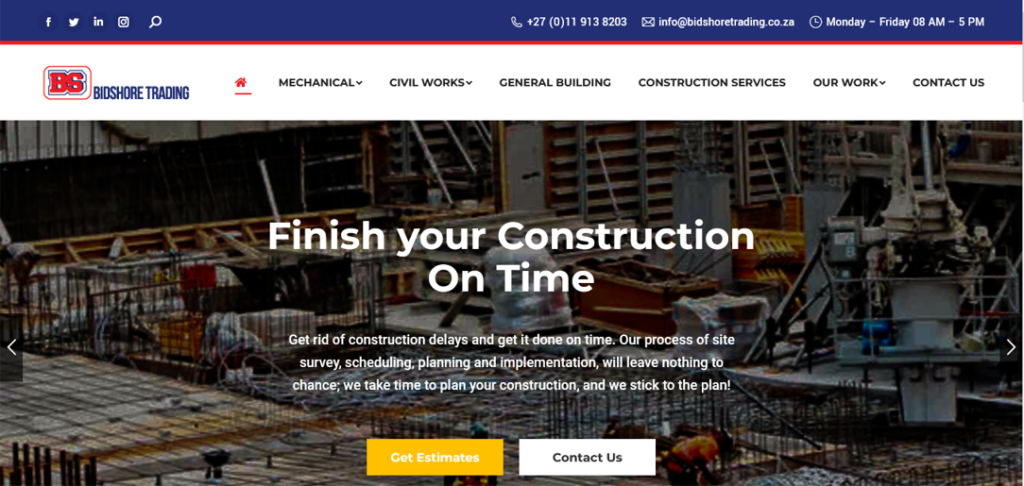 +27 (0)11 913 8203 info@bidshoretrading.co.za Monday – Friday 08 AM – 5 PM
BS BIDSHORE TRADING
MECHANICAL CIVIL WORKS GENERAL BUILDING CONSTRUCTION SERVICES OUR WORK CONTACT US
Finish your Construction
On Time
Get rid of construction delays and get it done on time. Our process of site
survey, scheduling, planning and implementation, will leave nothing to
chance; we take time to plan your construction, and we stick to the plan!
Get Estimates Contact Us